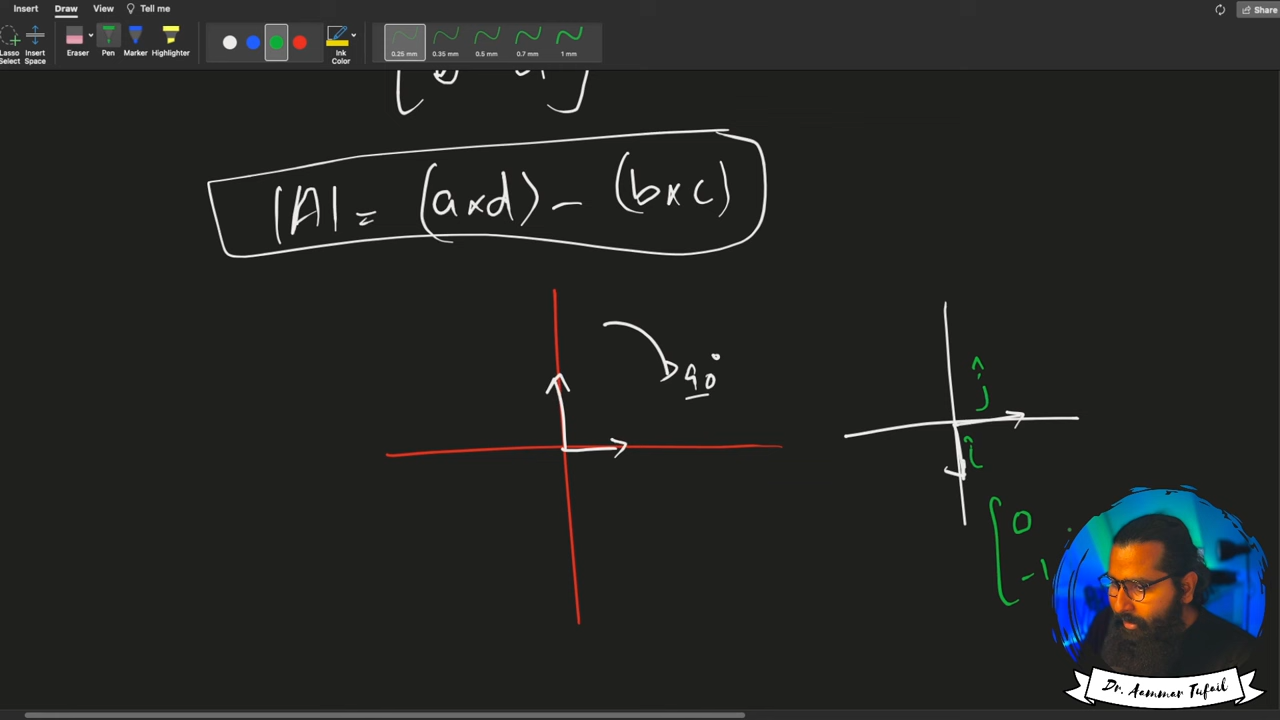 Insert Draw View Tell me Share
Lasso Select Insert Space Eraser Pen Marker Highlighter Ink Color 0.25 mm 0.35 mm 0.5 mm 0.7 mm 1 mm
|A| = (a×d) - (b×c)
90°
ĵ
î
0
-1
Dr. Aammar Tufail